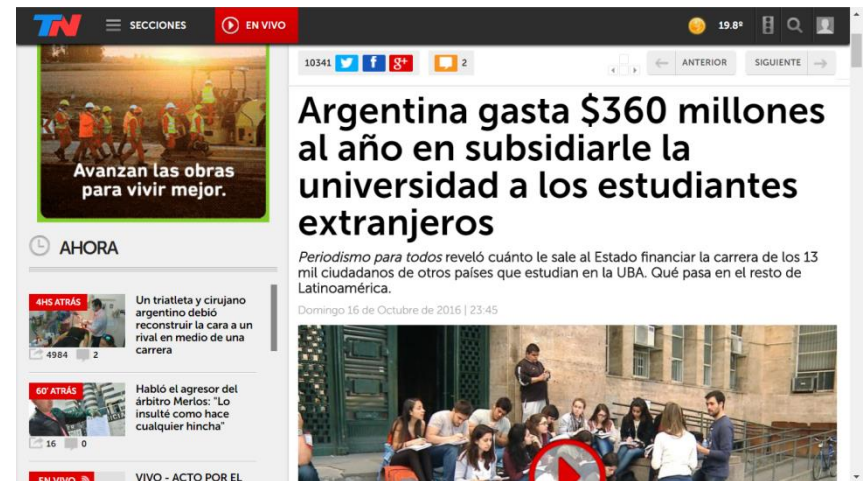 TN
SECCIONES
EN VIVO
19.8º
Avanzan las obras
para vivir mejor.
AHORA
4HS ATRÁS
Un triatleta y cirujano
argentino debió
reconstruir la cara a un
rival en medio de una
carrera
4984 2
60' ATRÁS
Habló el agresor del
árbitro Merlos: "Lo
insulté como hace
cualquier hincha"
16 0
EN VIVO
VIVO - ACTO POR EL
10341 g+ 2
ANTERIOR
SIGUIENTE
Argentina gasta $360 millones
al año en subsidiarle la
universidad a los estudiantes
extranjeros
Periodismo para todos reveló cuánto le sale al Estado financiar la carrera de los 13
mil ciudadanos de otros países que estudian en la UBA. Qué pasa en el resto de
Latinoamérica.
Domingo 16 de Octubre de 2016 | 23:45